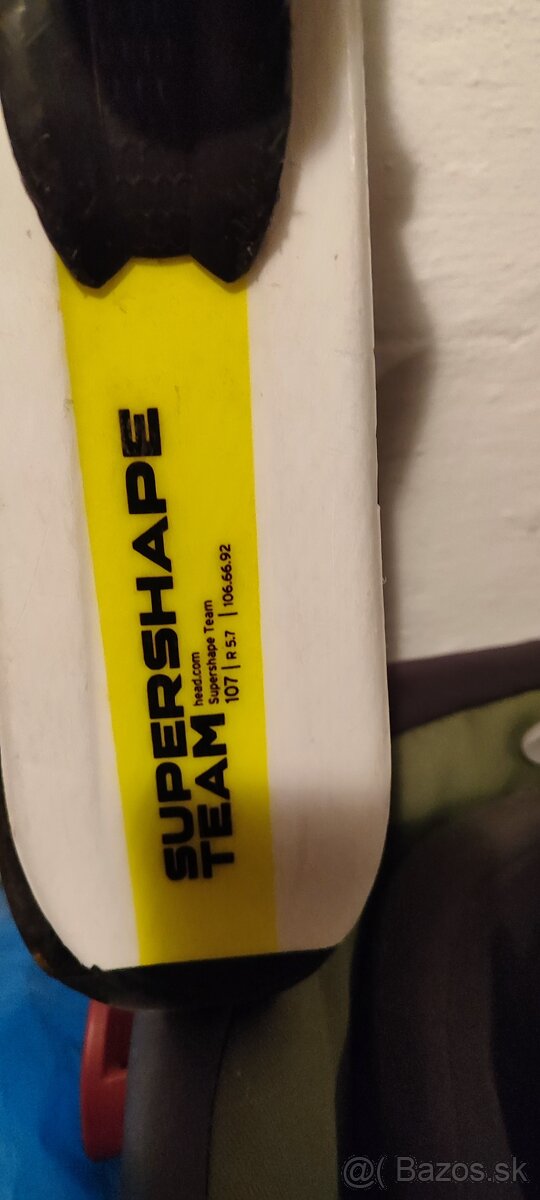 SUPERSHAPE
TEAM
head.com
Supershape Team
107 | R 5.7 | 106.66.92
@( Bazos.sk